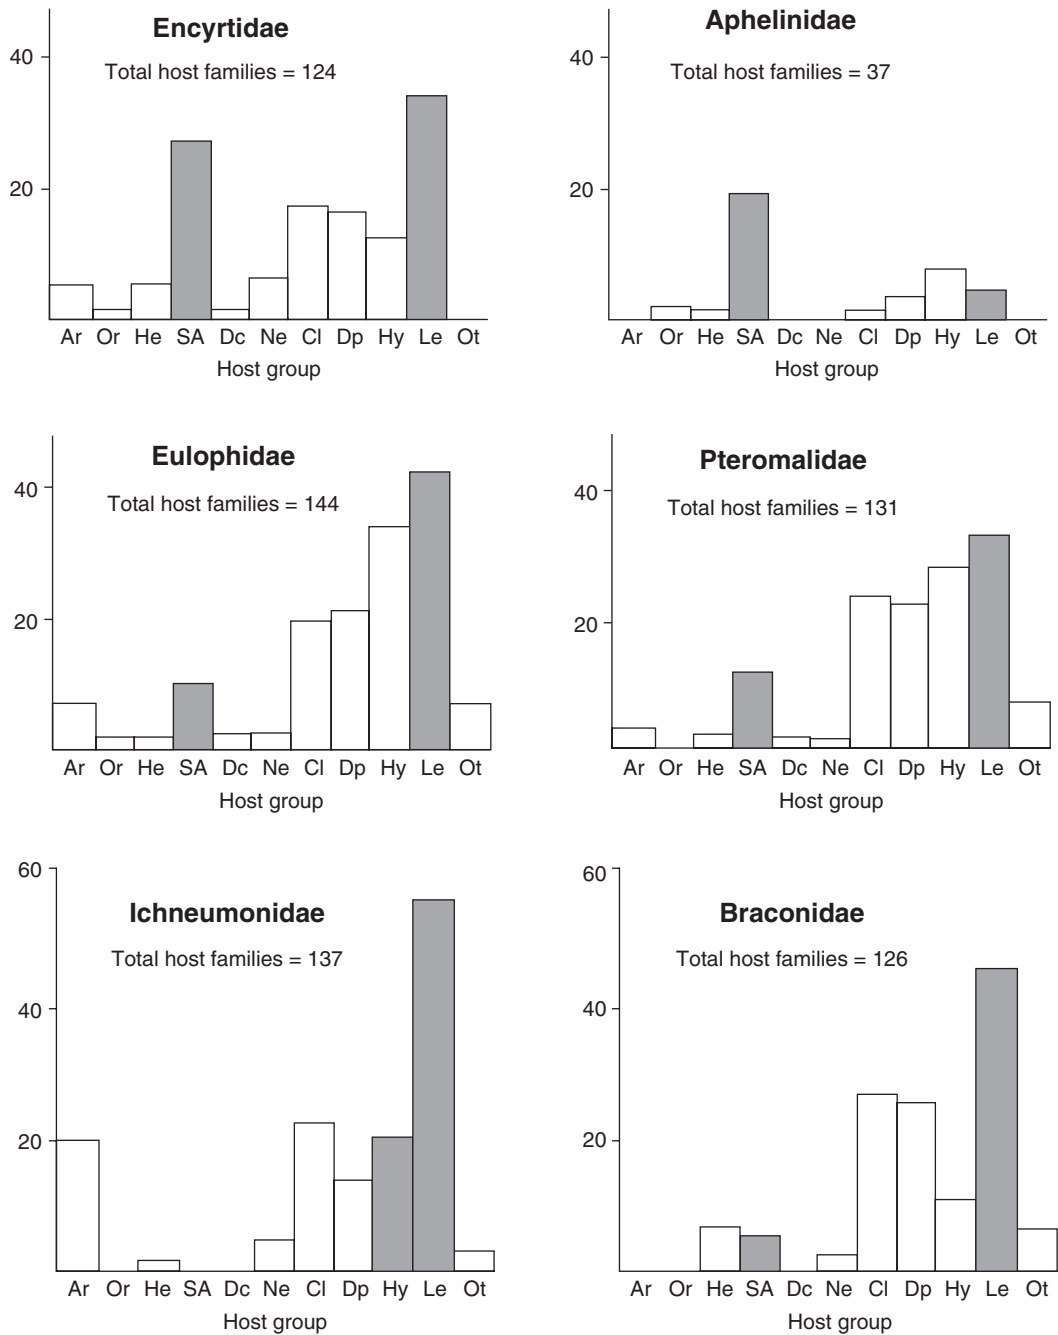 Encyrtidae
Total host families = 124
40
20
Ar Or He SA Dc Ne Cl Dp Hy Le Ot
Host group
Aphelinidae
Total host families = 37
40
20
Ar Or He SA Dc Ne Cl Dp Hy Le Ot
Host group
Eulophidae
Total host families = 144
40
20
Ar Or He SA Dc Ne Cl Dp Hy Le Ot
Host group
Pteromalidae
Total host families = 131
40
20
Ar Or He SA Dc Ne Cl Dp Hy Le Ot
Host group
60
Ichneumonidae
Total host families = 137
40
20
Ar Or He SA Dc Ne Cl Dp Hy Le Ot
Host group
60
Braconidae
Total host families = 126
40
20
Ar Or He SA Dc Ne Cl Dp Hy Le Ot
Host group